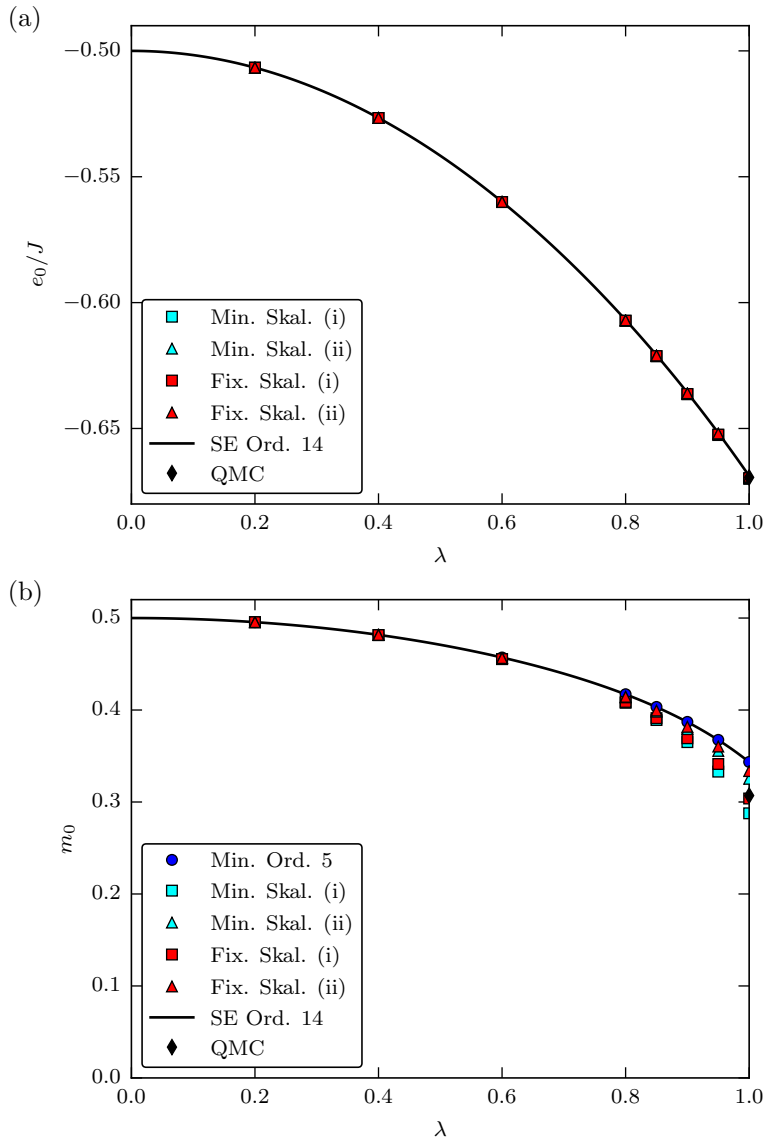 (a)
−0.50
−0.55
−0.60
−0.65
e0/J
Min. Skal. (i)
Min. Skal. (ii)
Fix. Skal. (i)
Fix. Skal. (ii)
SE Ord. 14
QMC
0.0 0.2 0.4 0.6 0.8 1.0
λ
(b)
0.5
0.4
0.3
0.2
0.1
0.0
m0
Min. Ord. 5
Min. Skal. (i)
Min. Skal. (ii)
Fix. Skal. (i)
Fix. Skal. (ii)
SE Ord. 14
QMC
0.0 0.2 0.4 0.6 0.8 1.0
λ